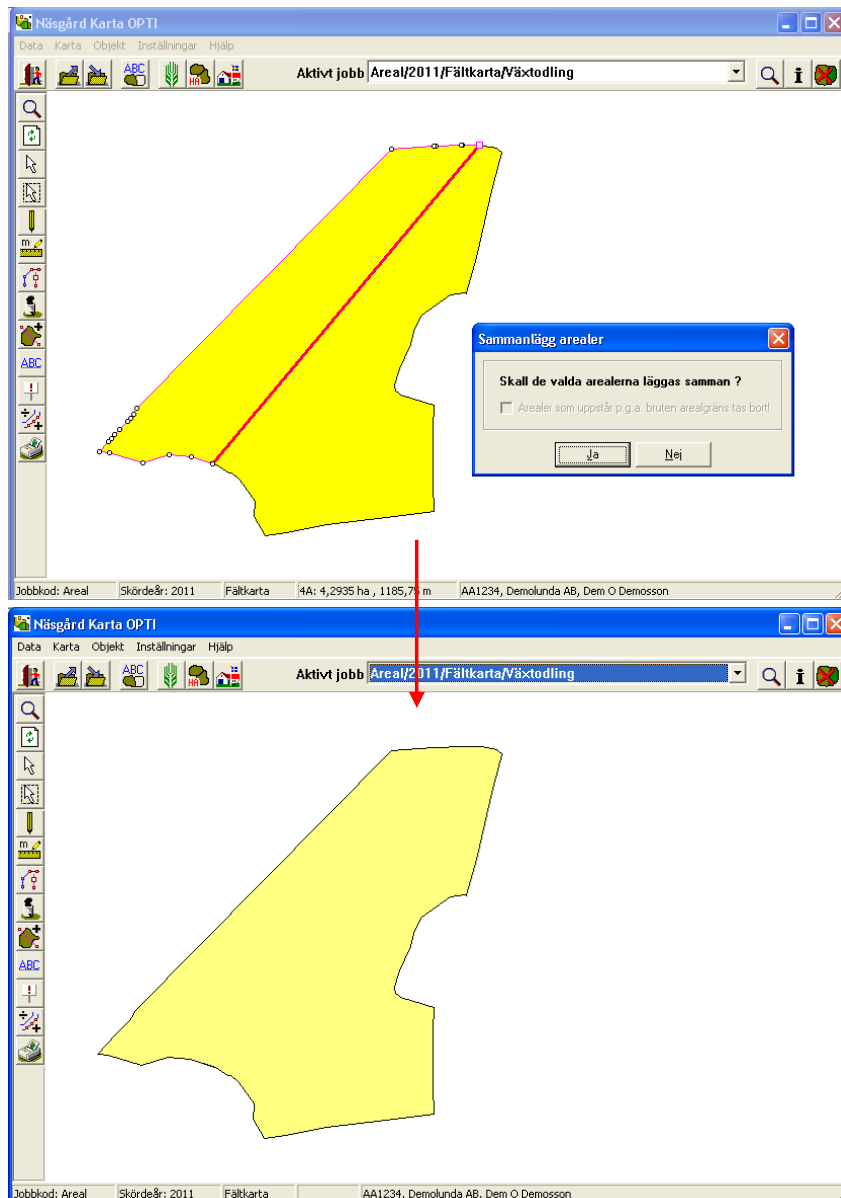 Näsgård Karta OPTI
Data Karta Objekt Inställningar Hjälp
ABC HA Aktivt jobb Areal/2011/Fältkarta/Växtodling i
m
ABC
Sammanlägg arealer
Skall de valda arealerna läggas samman ?
Arealer som uppstår p.g.a. bruten arealgräns tas bort!
Ja Nej
Jobbkod: Areal Skördeår: 2011 Fältkarta 4A: 4,2935 ha , 1185,75 m AA1234, Demolunda AB, Dem O Demosson
Näsgård Karta OPTI
Data Karta Objekt Inställningar Hjälp
ABC HA Aktivt jobb Areal/2011/Fältkarta/Växtodling i
m
ABC
Jobbkod: Areal Skördeår: 2011 Fältkarta AA1234, Demolunda AB, Dem O Demosson